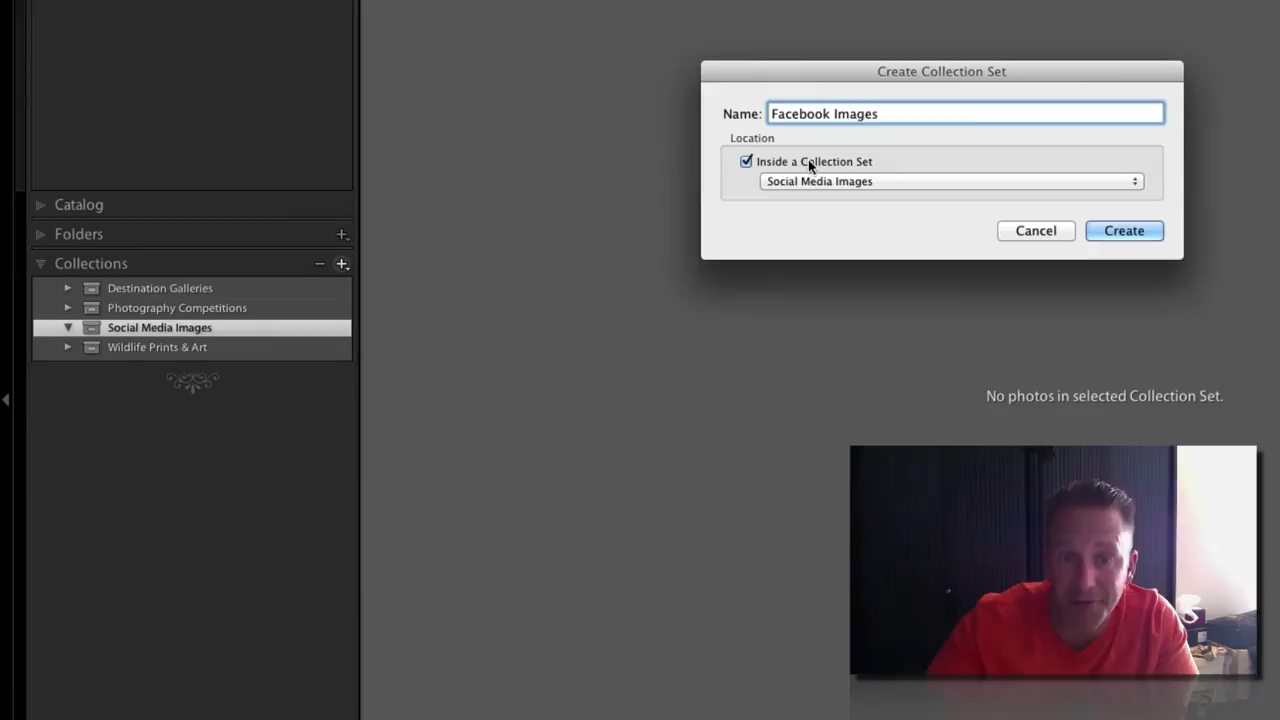 Create Collection Set
Name: Facebook Images
Location
Inside a Collection Set
Social Media Images
Cancel
Create
Catalog
Folders
Collections
Destination Galleries
Photography Competitions
Social Media Images
Wildlife Prints & Art
No photos in selected Collection Set.